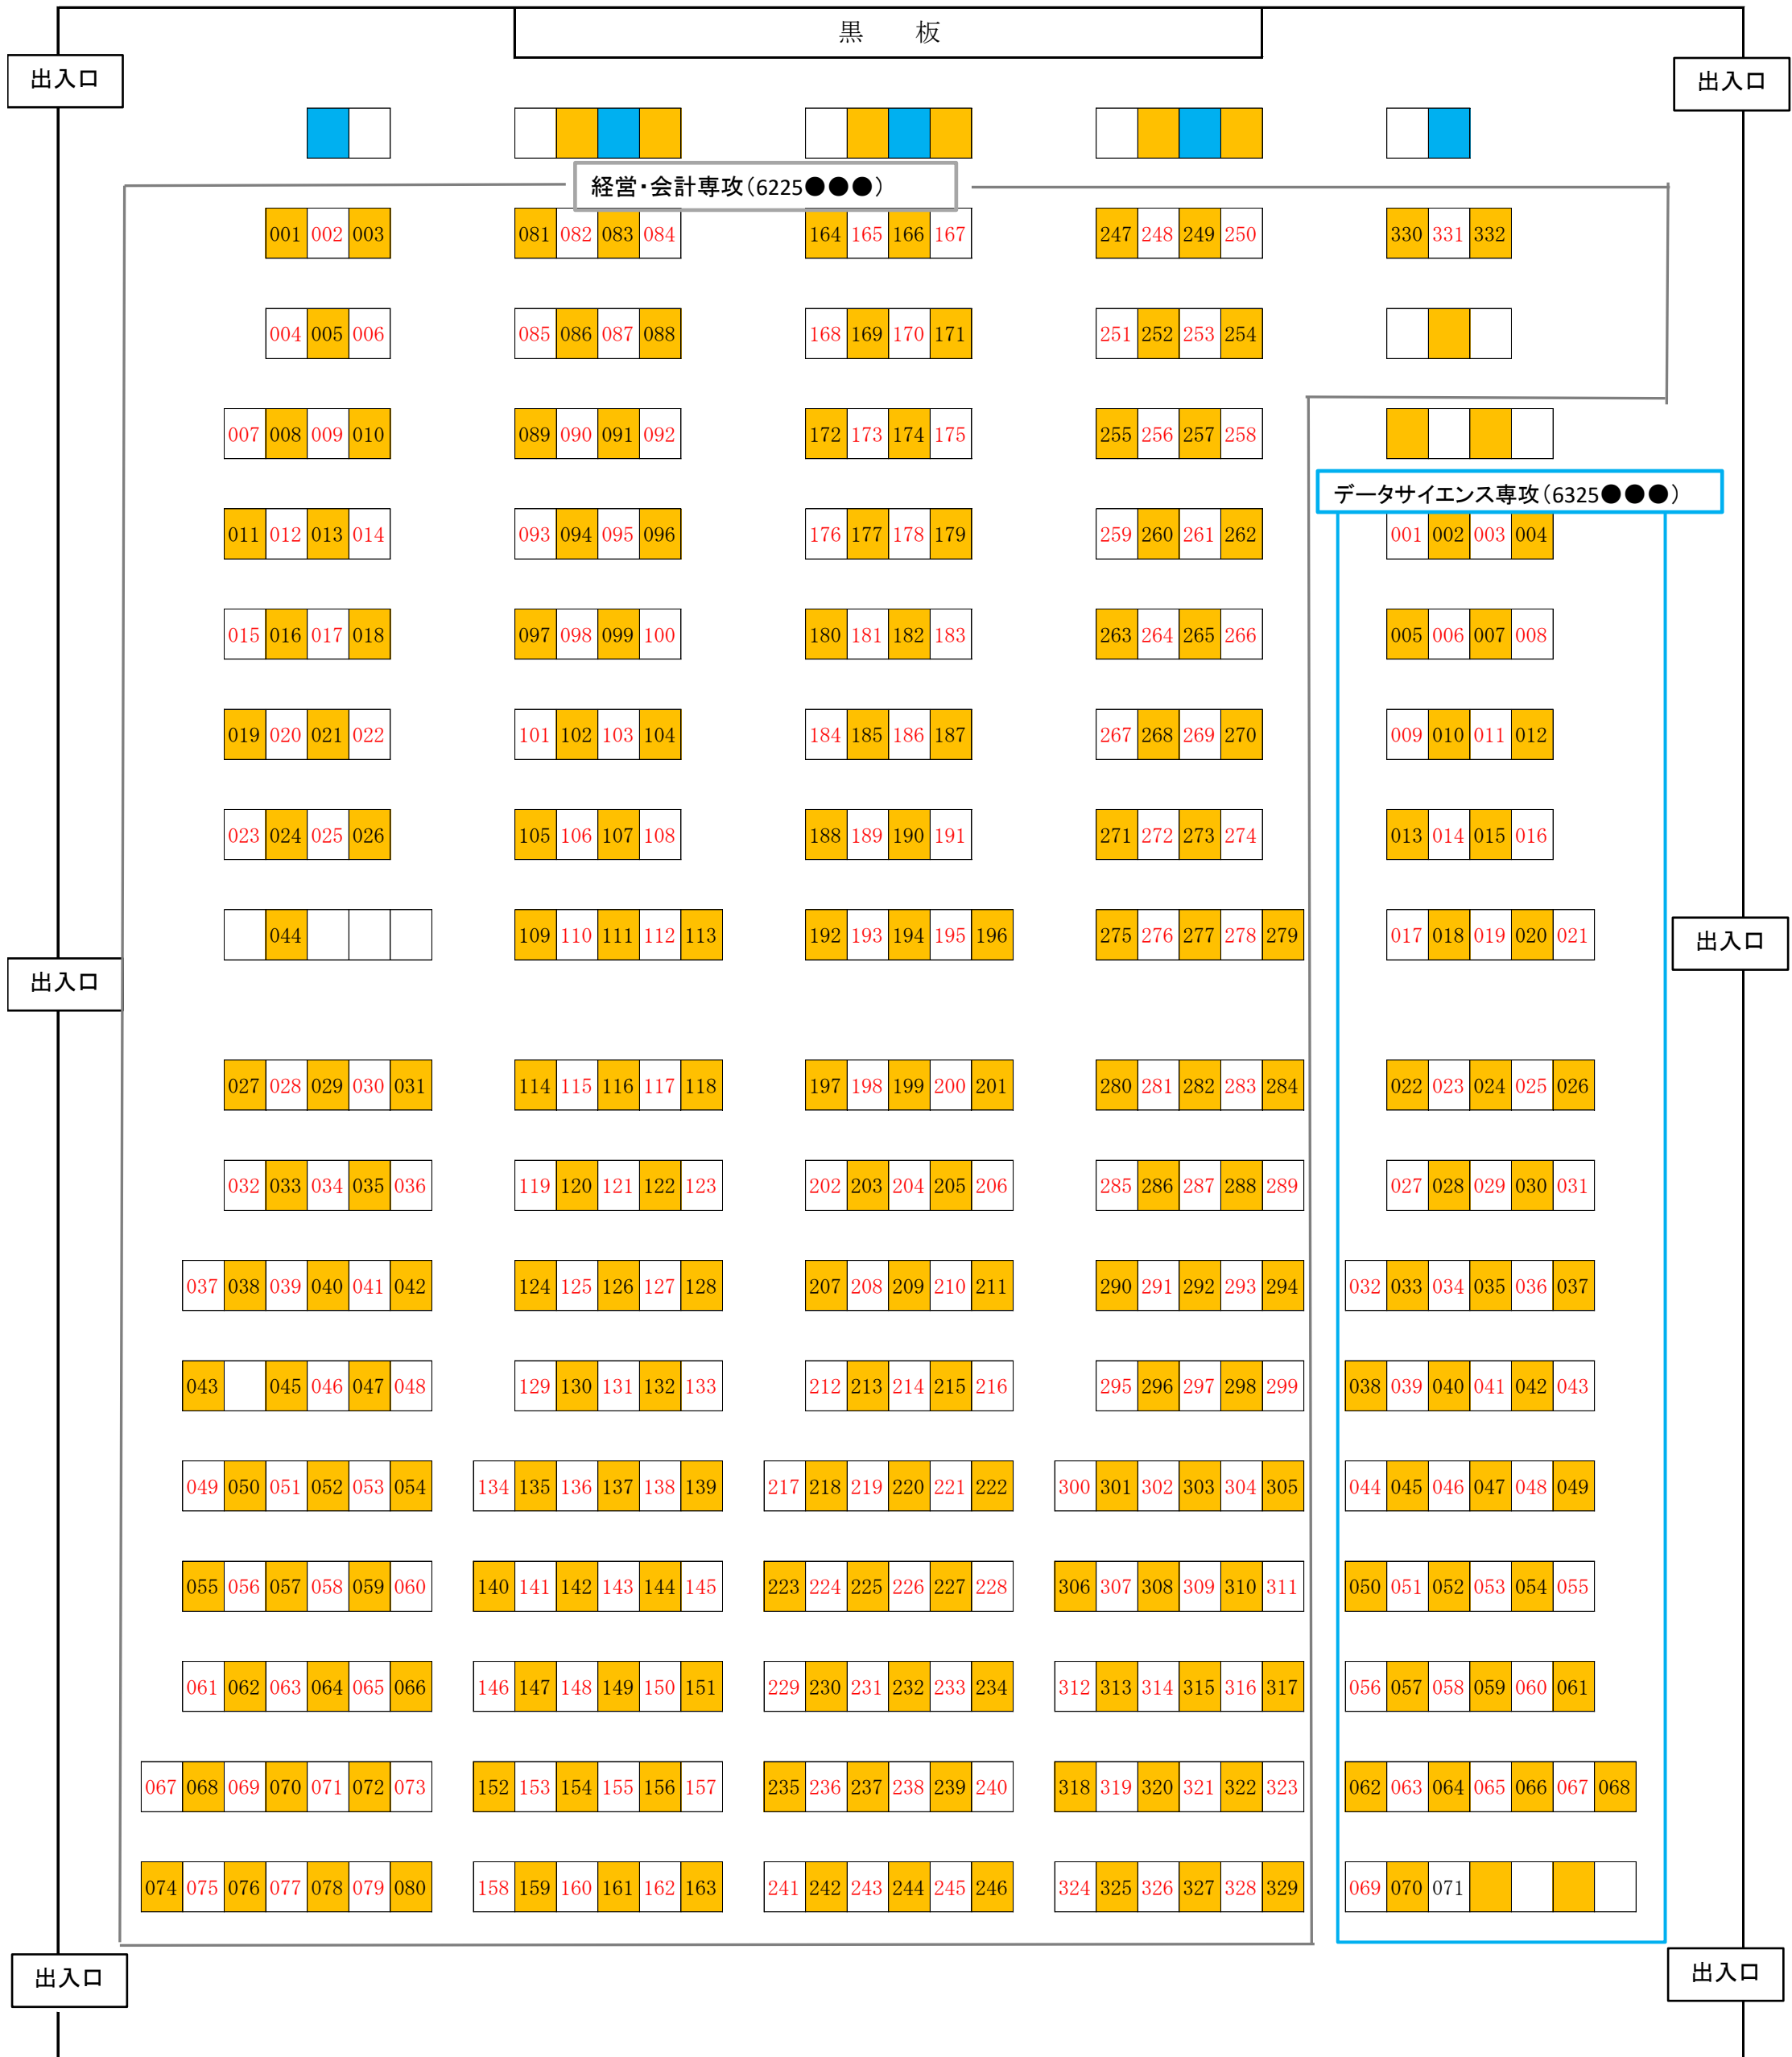 黒　板
出入口 出入口
経営・会計専攻（6225●●●）
001 002 003 081 082 083 084 164 165 166 167 247 248 249 250 330 331 332
004 005 006 085 086 087 088 168 169 170 171 251 252 253 254
007 008 009 010 089 090 091 092 172 173 174 175 255 256 257 258
データサイエンス専攻（6325●●●）
011 012 013 014 093 094 095 096 176 177 178 179 259 260 261 262 001 002 003 004
015 016 017 018 097 098 099 100 180 181 182 183 263 264 265 266 005 006 007 008
019 020 021 022 101 102 103 104 184 185 186 187 267 268 269 270 009 010 011 012
023 024 025 026 105 106 107 108 188 189 190 191 271 272 273 274 013 014 015 016
044 109 110 111 112 113 192 193 194 195 196 275 276 277 278 279 017 018 019 020 021
出入口 出入口
027 028 029 030 031 114 115 116 117 118 197 198 199 200 201 280 281 282 283 284 022 023 024 025 026
032 033 034 035 036 119 120 121 122 123 202 203 204 205 206 285 286 287 288 289 027 028 029 030 031
037 038 039 040 041 042 124 125 126 127 128 207 208 209 210 211 290 291 292 293 294 032 033 034 035 036 037
043 045 046 047 048 129 130 131 132 133 212 213 214 215 216 295 296 297 298 299 038 039 040 041 042 043
049 050 051 052 053 054 134 135 136 137 138 139 217 218 219 220 221 222 300 301 302 303 304 305 044 045 046 047 048 049
055 056 057 058 059 060 140 141 142 143 144 145 223 224 225 226 227 228 306 307 308 309 310 311 050 051 052 053 054 055
061 062 063 064 065 066 146 147 148 149 150 151 229 230 231 232 233 234 312 313 314 315 316 317 056 057 058 059 060 061
067 068 069 070 071 072 073 152 153 154 155 156 157 235 236 237 238 239 240 318 319 320 321 322 323 062 063 064 065 066 067 068
074 075 076 077 078 079 080 158 159 160 161 162 163 241 242 243 244 245 246 324 325 326 327 328 329 069 070 071
出入口 出入口